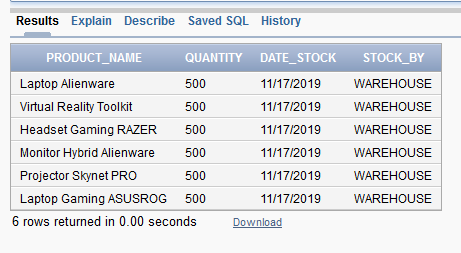 Results Explain Describe Saved SQL History
PRODUCT_NAME QUANTITY DATE_STOCK STOCK_BY
Laptop Alienware 500 11/17/2019 WAREHOUSE
Virtual Reality Toolkit 500 11/17/2019 WAREHOUSE
Headset Gaming RAZER 500 11/17/2019 WAREHOUSE
Monitor Hybrid Alienware 500 11/17/2019 WAREHOUSE
Projector Skynet PRO 500 11/17/2019 WAREHOUSE
Laptop Gaming ASUSROG 500 11/17/2019 WAREHOUSE
6 rows returned in 0.00 seconds Download